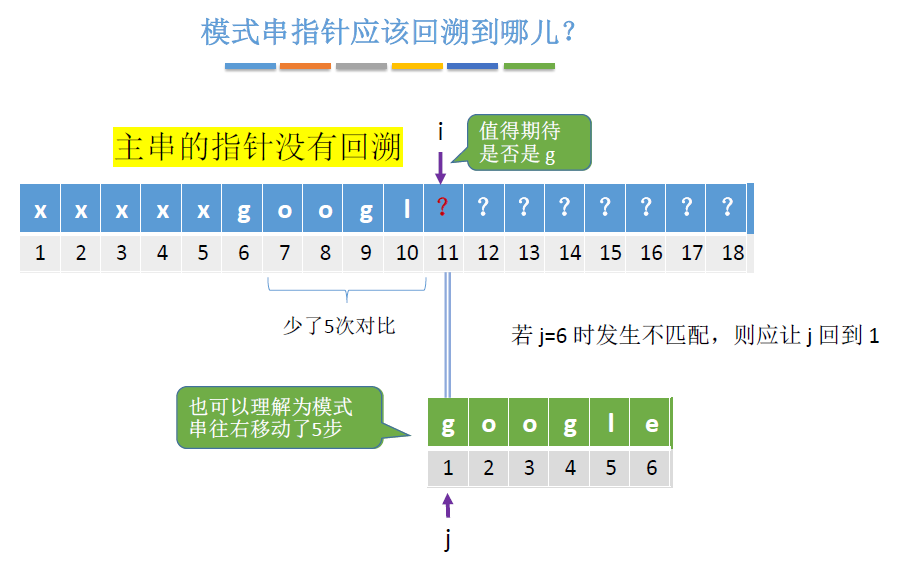 模式串指针应该回溯到哪儿？
主串的指针没有回溯
i
值得期待
是否是 g
x x x x x g o o g l ? ? ? ? ? ? ? ?
1 2 3 4 5 6 7 8 9 10 11 12 13 14 15 16 17 18
少了5次对比
若 j=6 时发生不匹配，则应让 j 回到 1
也可以理解为模式
串往右移动了5步
g o o g l e
1 2 3 4 5 6
j